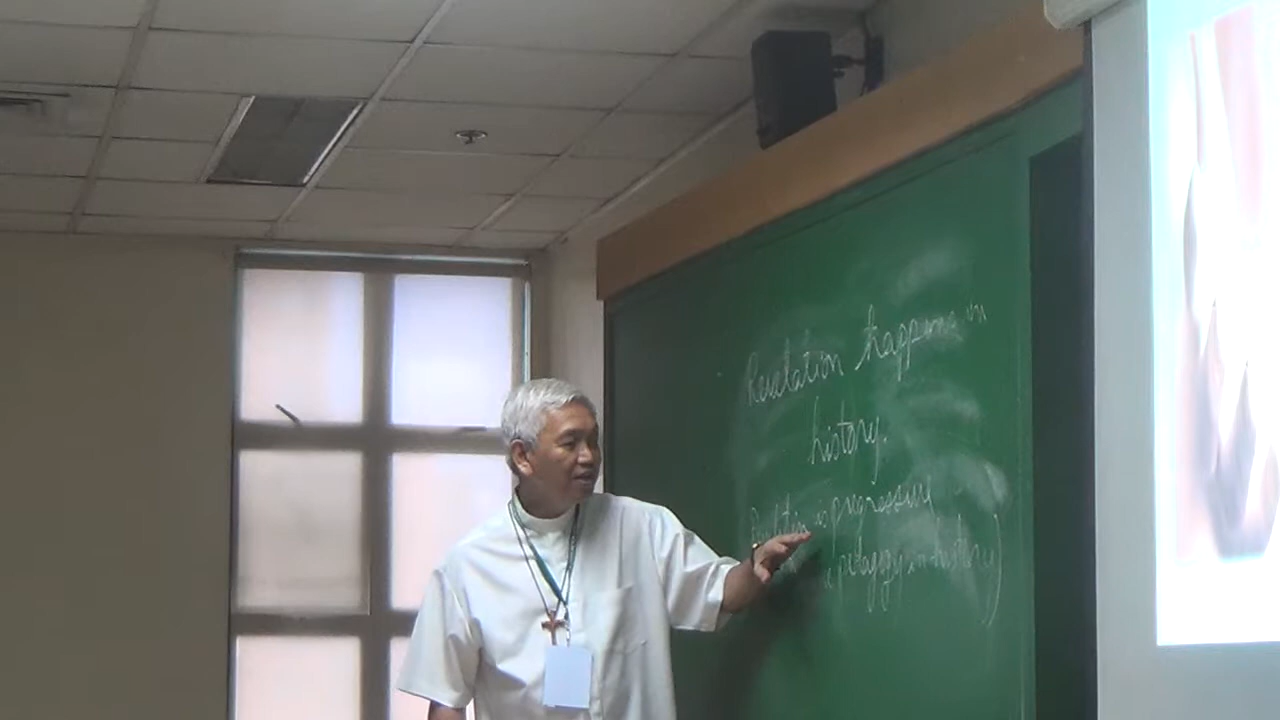 Revelation happens in
history.
Revelation is progressive
(pedagogy in history)